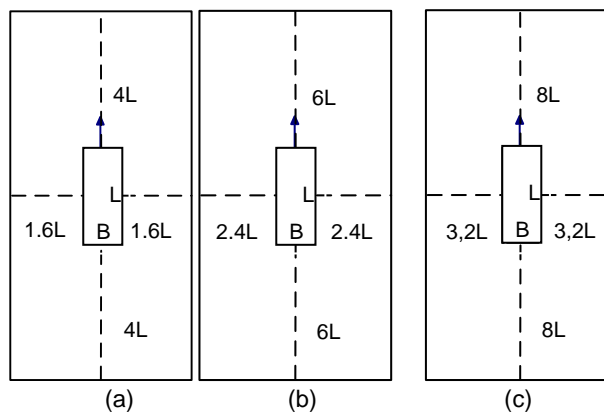 4L 6L 8L
L L L
1.6L B 1.6L 2.4L B 2.4L 3,2L B 3,2L
4L 6L 8L
(a) (b) (c)